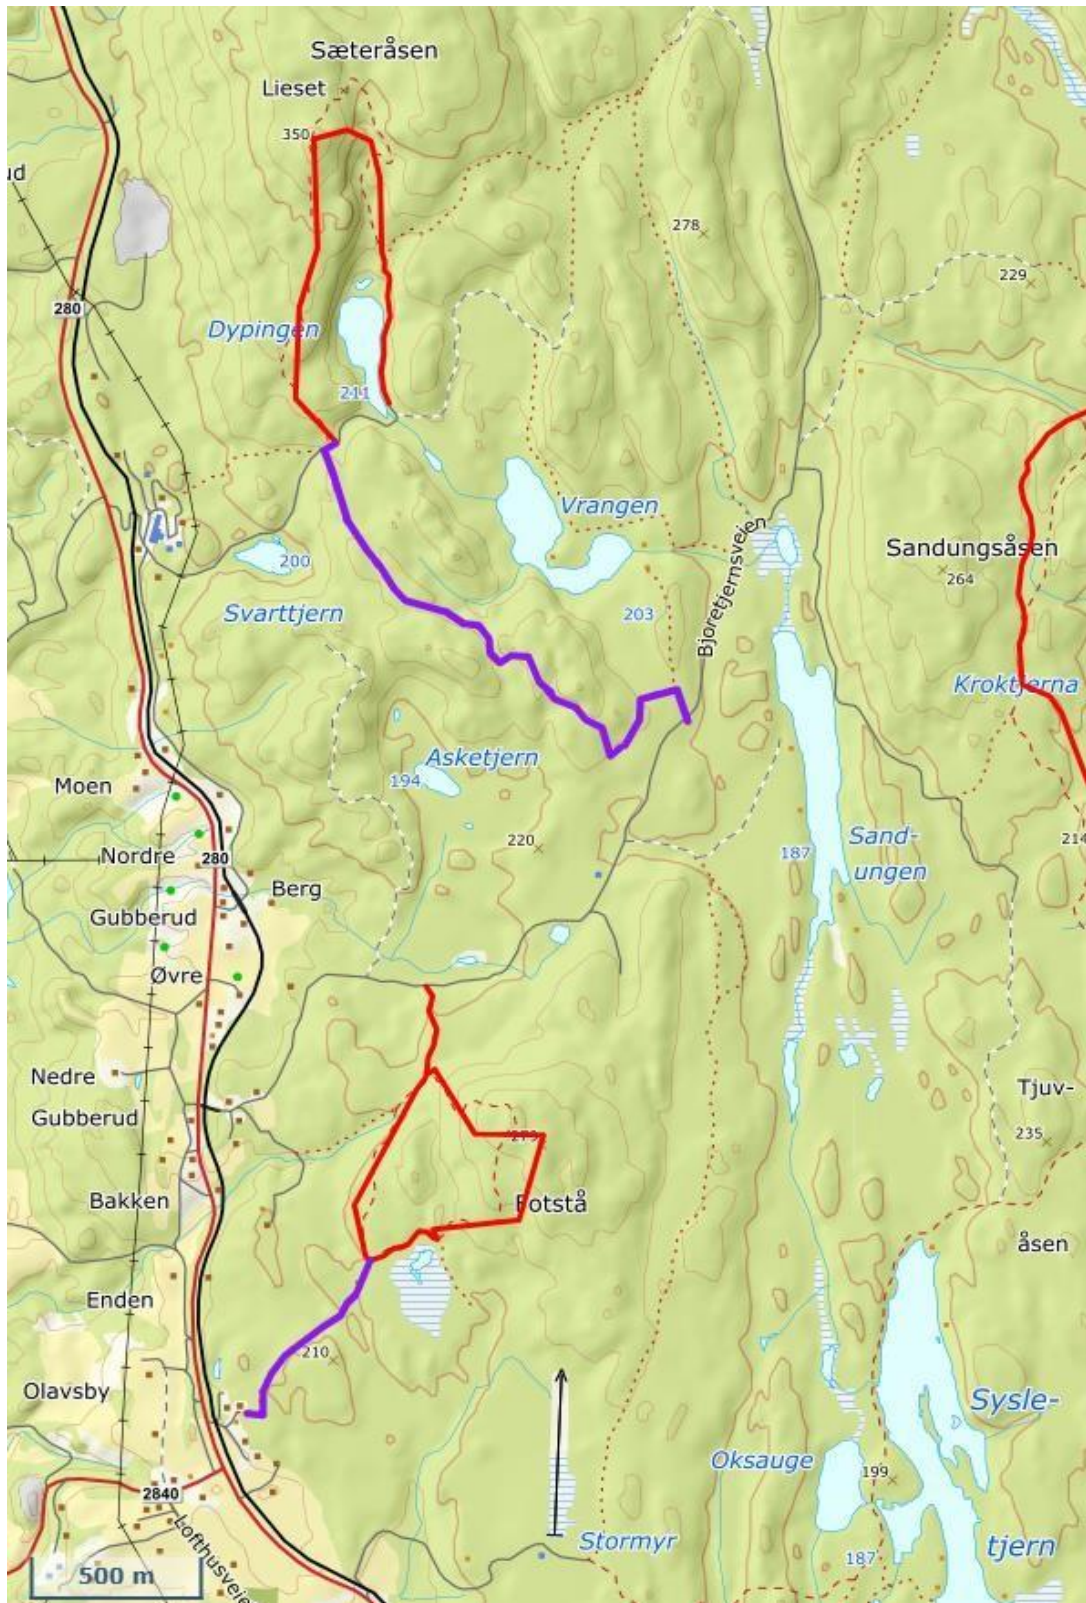 Sæteråsen
Lieset
350
ud
278
229
280
Dypingen
211
Vrangen
Bjoretjernsveien
Sandungsåsen
264
200
Svarttjern
203
Kroktjerna
Asketjern
194
Moen
220
Nordre
280
187
Sand-
ungen
214
Berg
Gubberud
Øvre
Nedre
Gubberud
Tjuv-
235
273
Bakken
Fotstå
åsen
Enden
210
Olavsby
Sysle-
Oksauge
199
2840
Lofthusveien
Stormyr
tjern
187
500 m